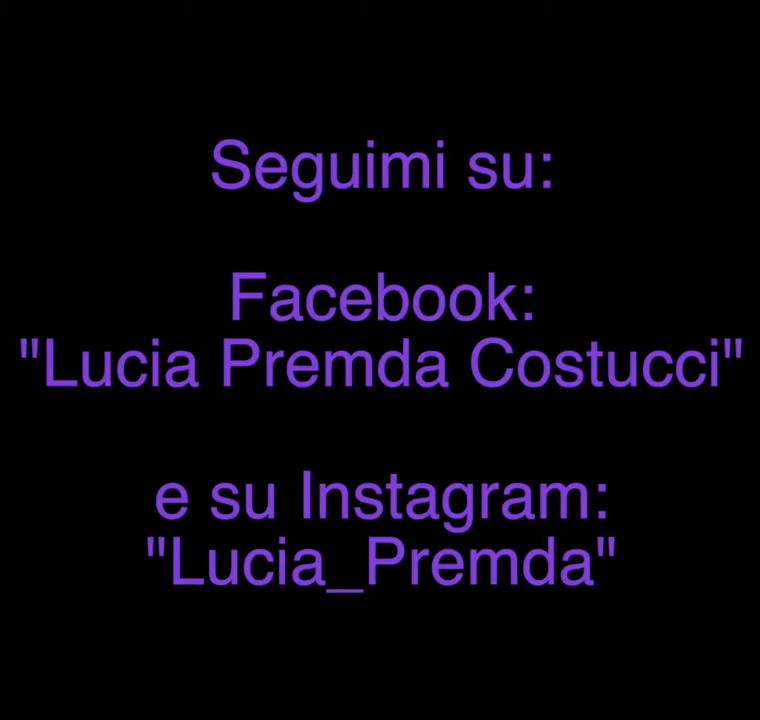 Seguimi su:
Facebook:
"Lucia Premda Costucci"
e su Instagram:
"Lucia_Premda"